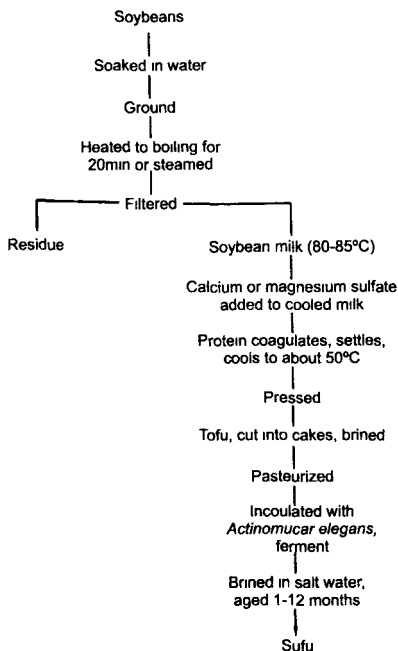 Soybeans
Soaked in water
Ground
Heated to boiling for
20min or steamed
Filtered
Residue
Soybean milk (80-85ºC)
Calcium or magnesium sulfate
added to cooled milk
Protein coagulates, settles,
cools to about 50ºC
Pressed
Tofu, cut into cakes, brined
Pasteurized
Incoulated with
Actinomucar elegans,
ferment
Brined in salt water,
aged 1-12 months
Sufu